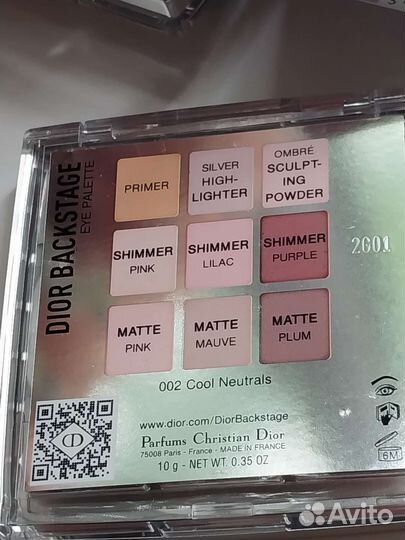 DIOR BACKSTAGE
EYE PALETTE
PRIMER
SILVER
HIGH-
LIGHTER
OMBRÉ
SCULPT-
ING
POWDER
SHIMMER
PINK
SHIMMER
LILAC
SHIMMER
PURPLE
2601
MATTE
PINK
MATTE
MAUVE
MATTE
PLUM
002 Cool Neutrals
www.dior.com/DiorBackstage
Parfums Christian Dior
75008 Paris - France - MADE IN FRANCE
10 g - NET WT. 0.35 OZ
CD
6M
Avito